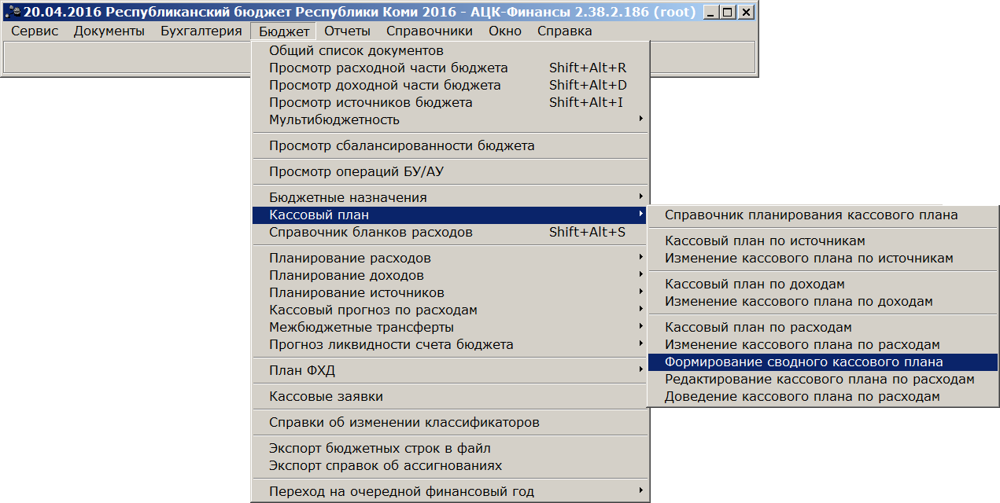 20.04.2016 Республиканский бюджет Республики Коми 2016 - АЦК-Финансы 2.38.2.186 (root)
Сервис Документы Бухгалтерия Бюджет Отчеты Справочники Окно Справка
Общий список документов
Просмотр расходной части бюджета Shift+Alt+R
Просмотр доходной части бюджета Shift+Alt+D
Просмотр источников бюджета Shift+Alt+I
Мультибюджетность
Просмотр сбалансированности бюджета
Просмотр операций БУ/АУ
Бюджетные назначения
Кассовый план
Справочник бланков расходов Shift+Alt+S
Планирование расходов
Планирование доходов
Планирование источников
Кассовый прогноз по расходам
Межбюджетные трансферты
Прогноз ликвидности счета бюджета
План ФХД
Кассовые заявки
Справки об изменении классификаторов
Экспорт бюджетных строк в файл
Экспорт справок об ассигнованиях
Переход на очередной финансовый год
Справочник планирования кассового плана
Кассовый план по источникам
Изменение кассового плана по источникам
Кассовый план по доходам
Изменение кассового плана по доходам
Кассовый план по расходам
Изменение кассового плана по расходам
Формирование сводного кассового плана
Редактирование кассового плана по расходам
Доведение кассового плана по расходам